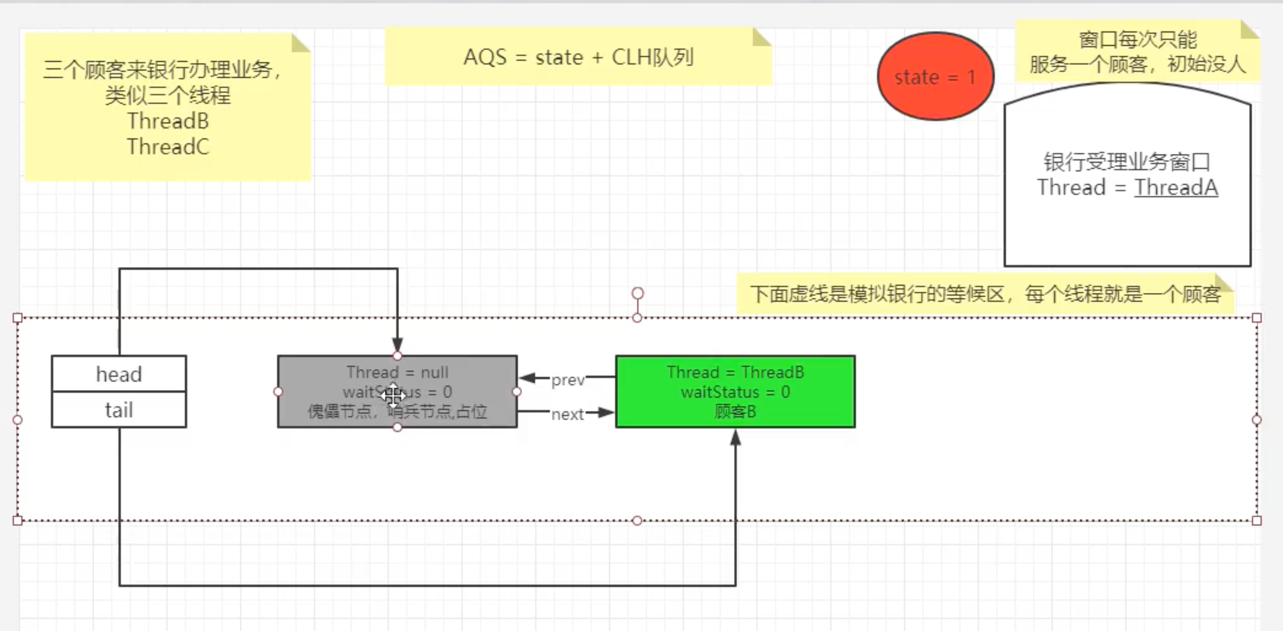 三个顾客来银行办理业务，
类似三个线程
ThreadB
ThreadC
AQS = state + CLH队列
state = 1
窗口每次只能
服务一个顾客，初始没人
银行受理业务窗口
Thread = ThreadA
下面虚线是模拟银行的等候区，每个线程就是一个顾客
head
tail
Thread = null
waitStatus = 0
傀儡节点，哨兵节点,占位
prev
next
Thread = ThreadB
waitStatus = 0
顾客B